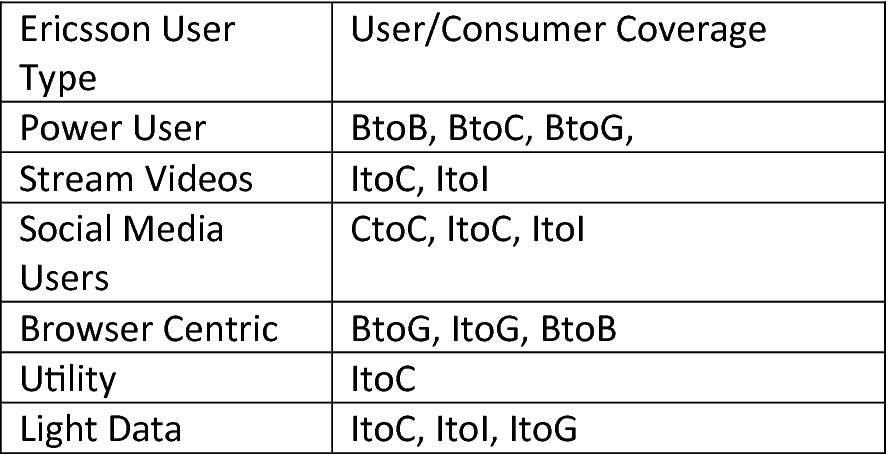 Ericsson User Type
User/Consumer Coverage
Power User
BtoB, BtoC, BtoG,
Stream Videos
ItoC, ItoI
Social Media Users
CtoC, ItoC, ItoI
Browser Centric
BtoG, ItoG, BtoB
Utility
ItoC
Light Data
ItoC, ItoI, ItoG